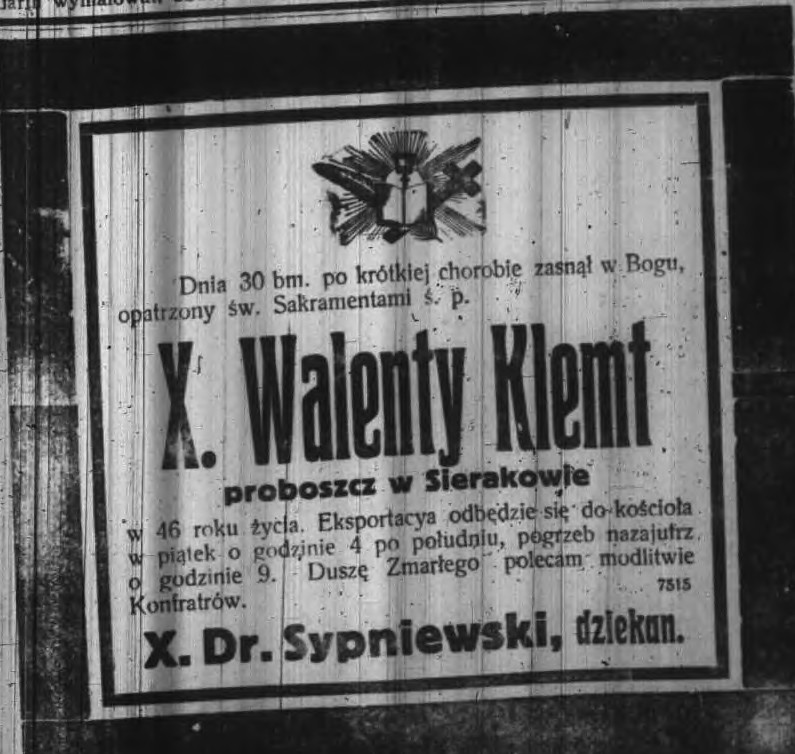 Dnia 30 bm. po krótkiej chorobie zasnął w Bogu,
opatrzony św. Sakramentami ś. p.
X. Walenty Klemt
proboszcz w Sierakowie
w 46 roku życia. Eksportacya odbędzie się do kościoła
w piątek o godzinie 4 po południu, pogrzeb nazajutrz
o godzinie 9. Duszę Zmarłego polecam modlitwie
Konfratrów. 7515
X. Dr. Sypniewski, dziekan.